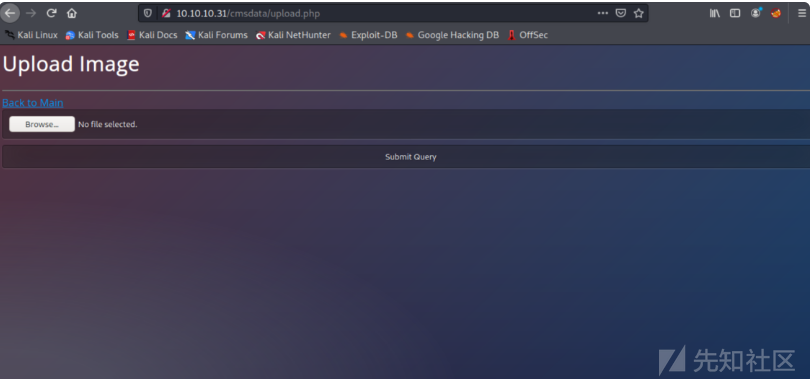 10.10.10.31/cmsdata/upload.php
Kali Linux Kali Tools Kali Docs Kali Forums Kali NetHunter Exploit-DB Google Hacking DB OffSec
Upload Image
Back to Main
Browse... No file selected.
Submit Query
先知社区